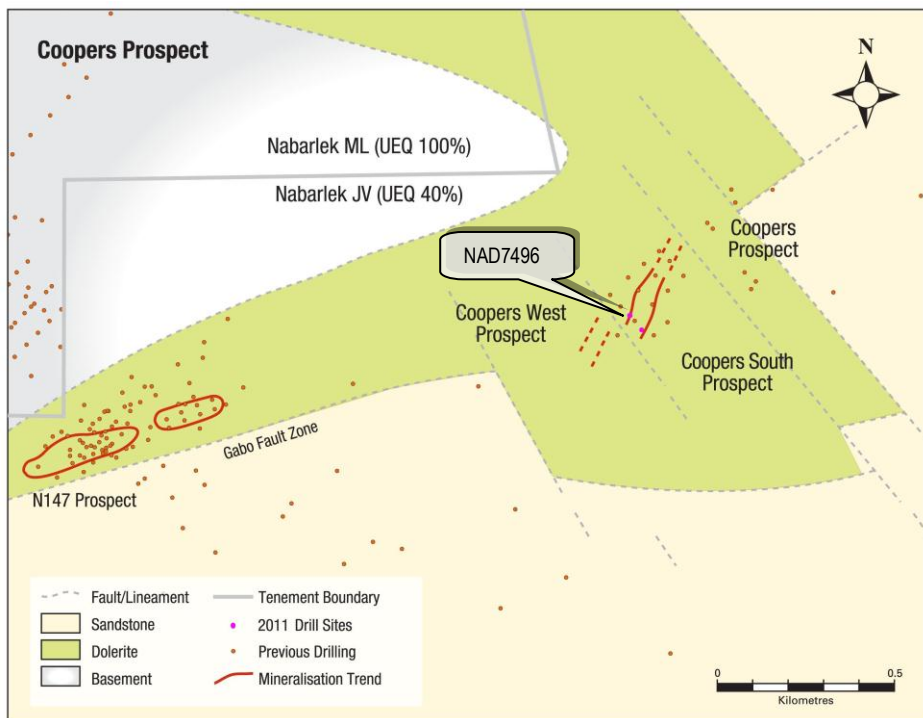 Coopers Prospect
N
Nabarlek ML (UEQ 100%)
Nabarlek JV (UEQ 40%)
Coopers
Prospect
NAD7496
Coopers West
Prospect
Coopers South
Prospect
Gabo Fault Zone
N147 Prospect
Fault/Lineament
Tenement Boundary
Sandstone
2011 Drill Sites
Dolerite
Previous Drilling
Basement
Mineralisation Trend
0
0.5
Kilometres